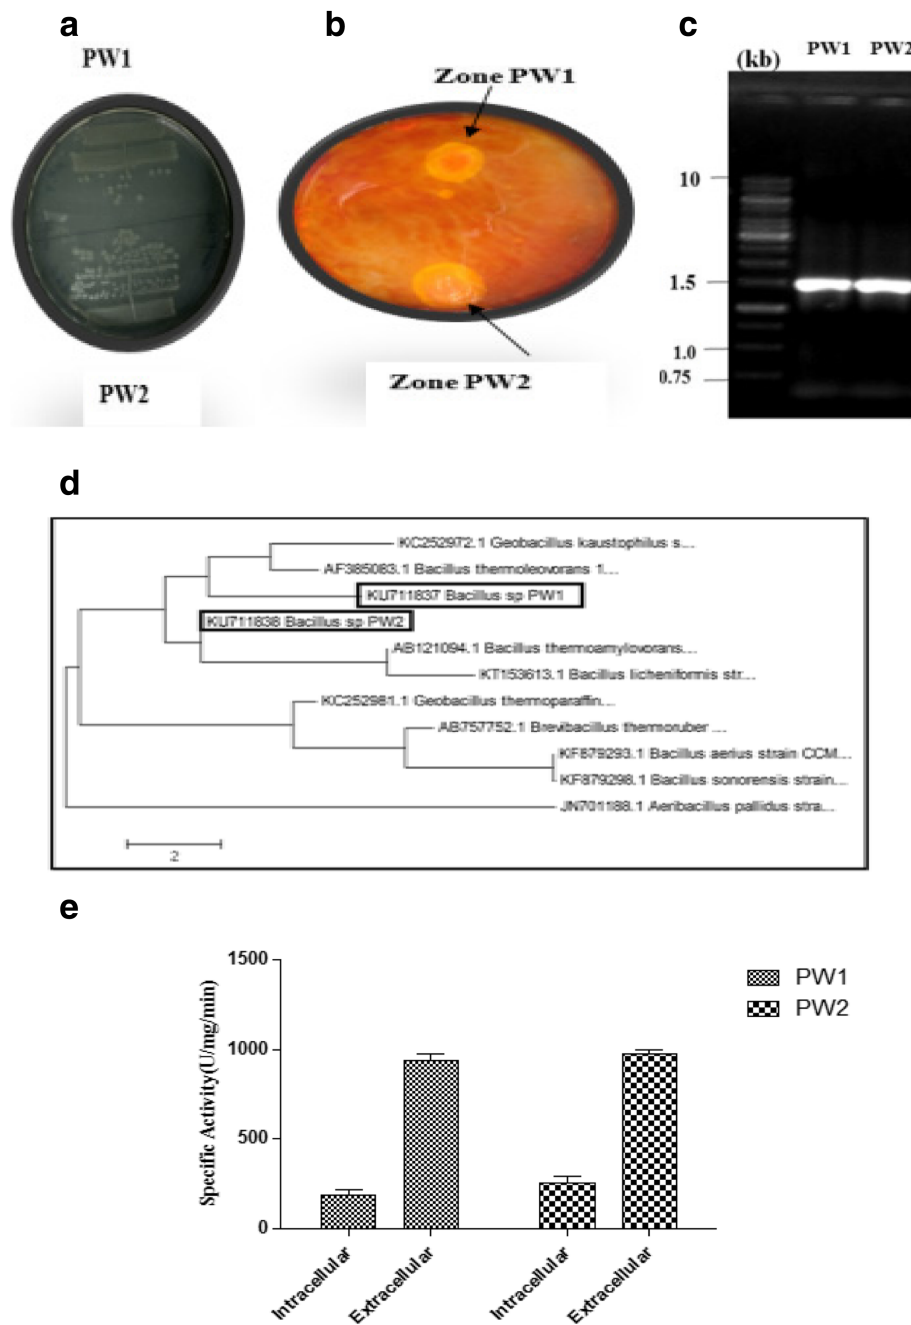 a
b
c
PW1
Zone PW1
(kb)
PW1 PW2
10
1.5
1.0
0.75
PW2
Zone PW2
d
KC252972.1 Geobacillus kaustophilus s....
AF385083.1 Bacillus thermoleovorans 1....
KU711837 Bacillus sp PW1
KU711838 Bacillus sp PW2
AB121094.1 Bacillus thermoamylovorans....
KT153613.1 Bacillus licheniformis str....
KC252981.1 Geobacillus thermoparaffin....
AB757752.1 Brevibacillus thermoruber ....
KF879293.1 Bacillus aerius strain CCM....
KF879298.1 Bacillus sonorensis strain....
JN701188.1 Aeribacillus pallidus stra....
2
e
Specific Activity(U/mg/min)
1500
1000
500
0
Intracellular
Extracellular
Intracellular
Extracellular
PW1
PW2